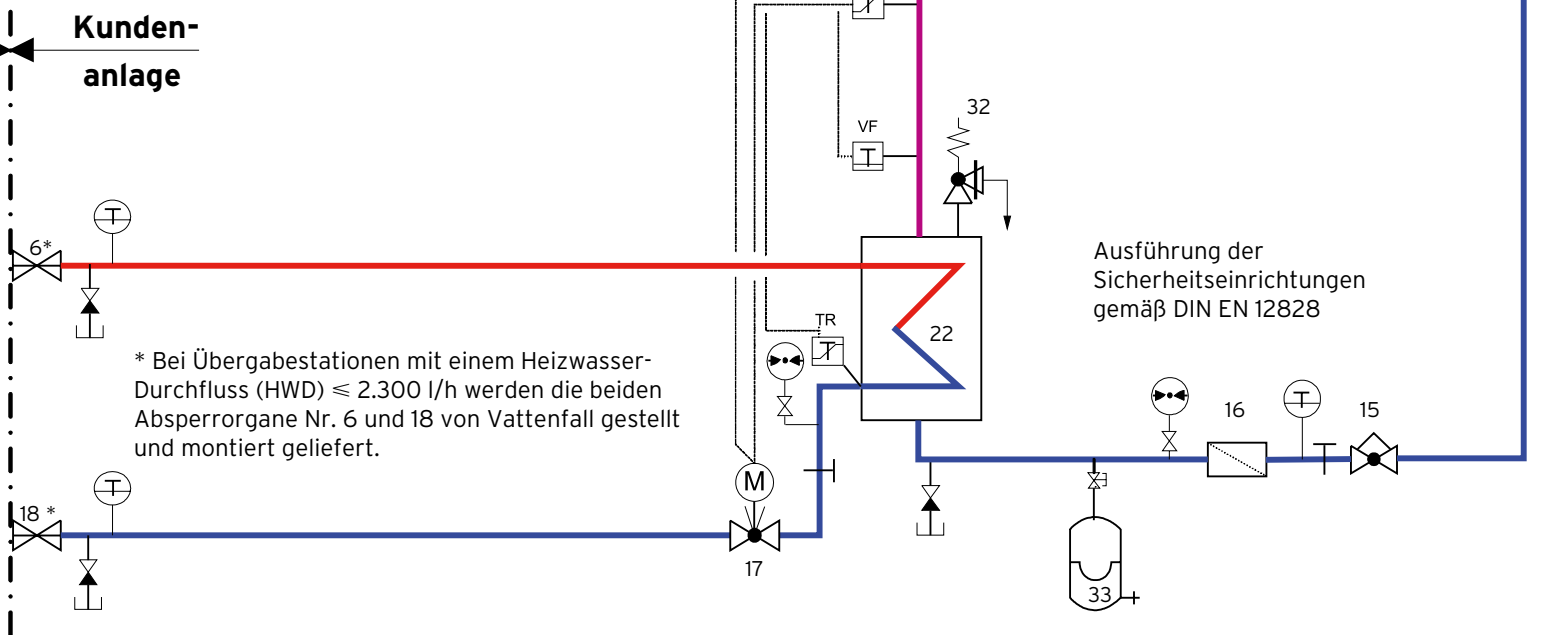 Kunden-
anlage
32
VF
T
T
6*
Ausführung der
Sicherheitseinrichtungen
gemäß DIN EN 12828
TR
T
22
* Bei Übergabestationen mit einem Heizwasser-
Durchfluss (HWD) ≤ 2.300 l/h werden die beiden
Absperrorgane Nr. 6 und 18 von Vattenfall gestellt
und montiert geliefert.
16
T
15
T
M
18 *
17
33